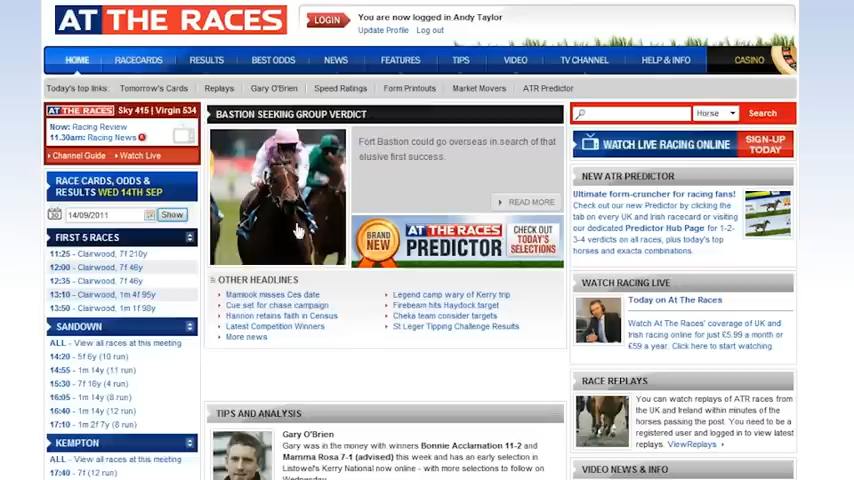 AT THE RACES
LOGIN
You are now logged in Andy Taylor
Update Profile Log out
HOME RACECARDS RESULTS BEST ODDS NEWS FEATURES TIPS VIDEO TV CHANNEL HELP & INFO CASINO
Today's top links: Tomorrow's Cards Replays Gary O'Brien Speed Ratings Form Printouts Market Movers ATR Predictor
AT THE RACES Sky 415 | Virgin 534
Now: Racing Review
11.30am: Racing News
Channel Guide Watch Live
RACE CARDS, ODDS &
RESULTS WED 14TH SEP
14/09/2011 Show
FIRST 5 RACES
11:25 - Clairwood, 7f 210y
12:00 - Clairwood, 7f 46y
12:35 - Clairwood, 7f 46y
13:10 - Clairwood, 1m 4f 95y
13:50 - Clairwood, 1m 1f 98y
SANDOWN
ALL - View all races at this meeting
14:20 - 5f 6y (10 run)
14:55 - 1m 14y (11 run)
15:30 - 7f 16y (4 run)
16:05 - 1m 14y (8 run)
16:40 - 1m 14y (12 run)
17:10 - 1m 2f 7y (8 run)
KEMPTON
ALL - View all races at this meeting
17:40 - 7f (12 run)
BASTION SEEKING GROUP VERDICT
Fort Bastion could go overseas in search of that
elusive first success.
READ MORE
BRAND
NEW
AT THE RACES
PREDICTOR
CHECK OUT
TODAY'S
SELECTIONS
OTHER HEADLINES
Mamlook misses Ces date
Cue set for chase campaign
Hannon retains faith in Census
Latest Competition Winners
More news
Legend camp wary of Kerry trip
Firebeam hits Haydock target
Cheka team consider targets
St Leger Tipping Challenge Results
TIPS AND ANALYSIS
Gary O'Brien
Gary was in the money with winners Bonnie Acclamation 11-2 and
Mamma Rosa 7-1 (advised) this week and has an early selection in
Listowel's Kerry National now online - with more selections to follow on
Wednesday.
Horse Search
WATCH LIVE RACING ONLINE SIGN-UP
TODAY
NEW ATR PREDICTOR
Ultimate form-cruncher for racing fans!
Check out our new Predictor by clicking the
tab on every UK and Irish racecard or visiting
our dedicated Predictor Hub Page for 1-2-
3-4 verdicts on all races, plus today's top
horses and exacta combinations.
WATCH RACING LIVE
Today on At The Races
Watch At The Races' coverage of UK and
Irish racing online for just £5.99 a month or
£59 a year. Click here to start watching.
RACE REPLAYS
You can watch replays of ATR races from
the UK and Ireland within minutes of the
horses passing the post. You need to be a
registered user and logged in to view latest
replays. View Replays
VIDEO NEWS & INFO